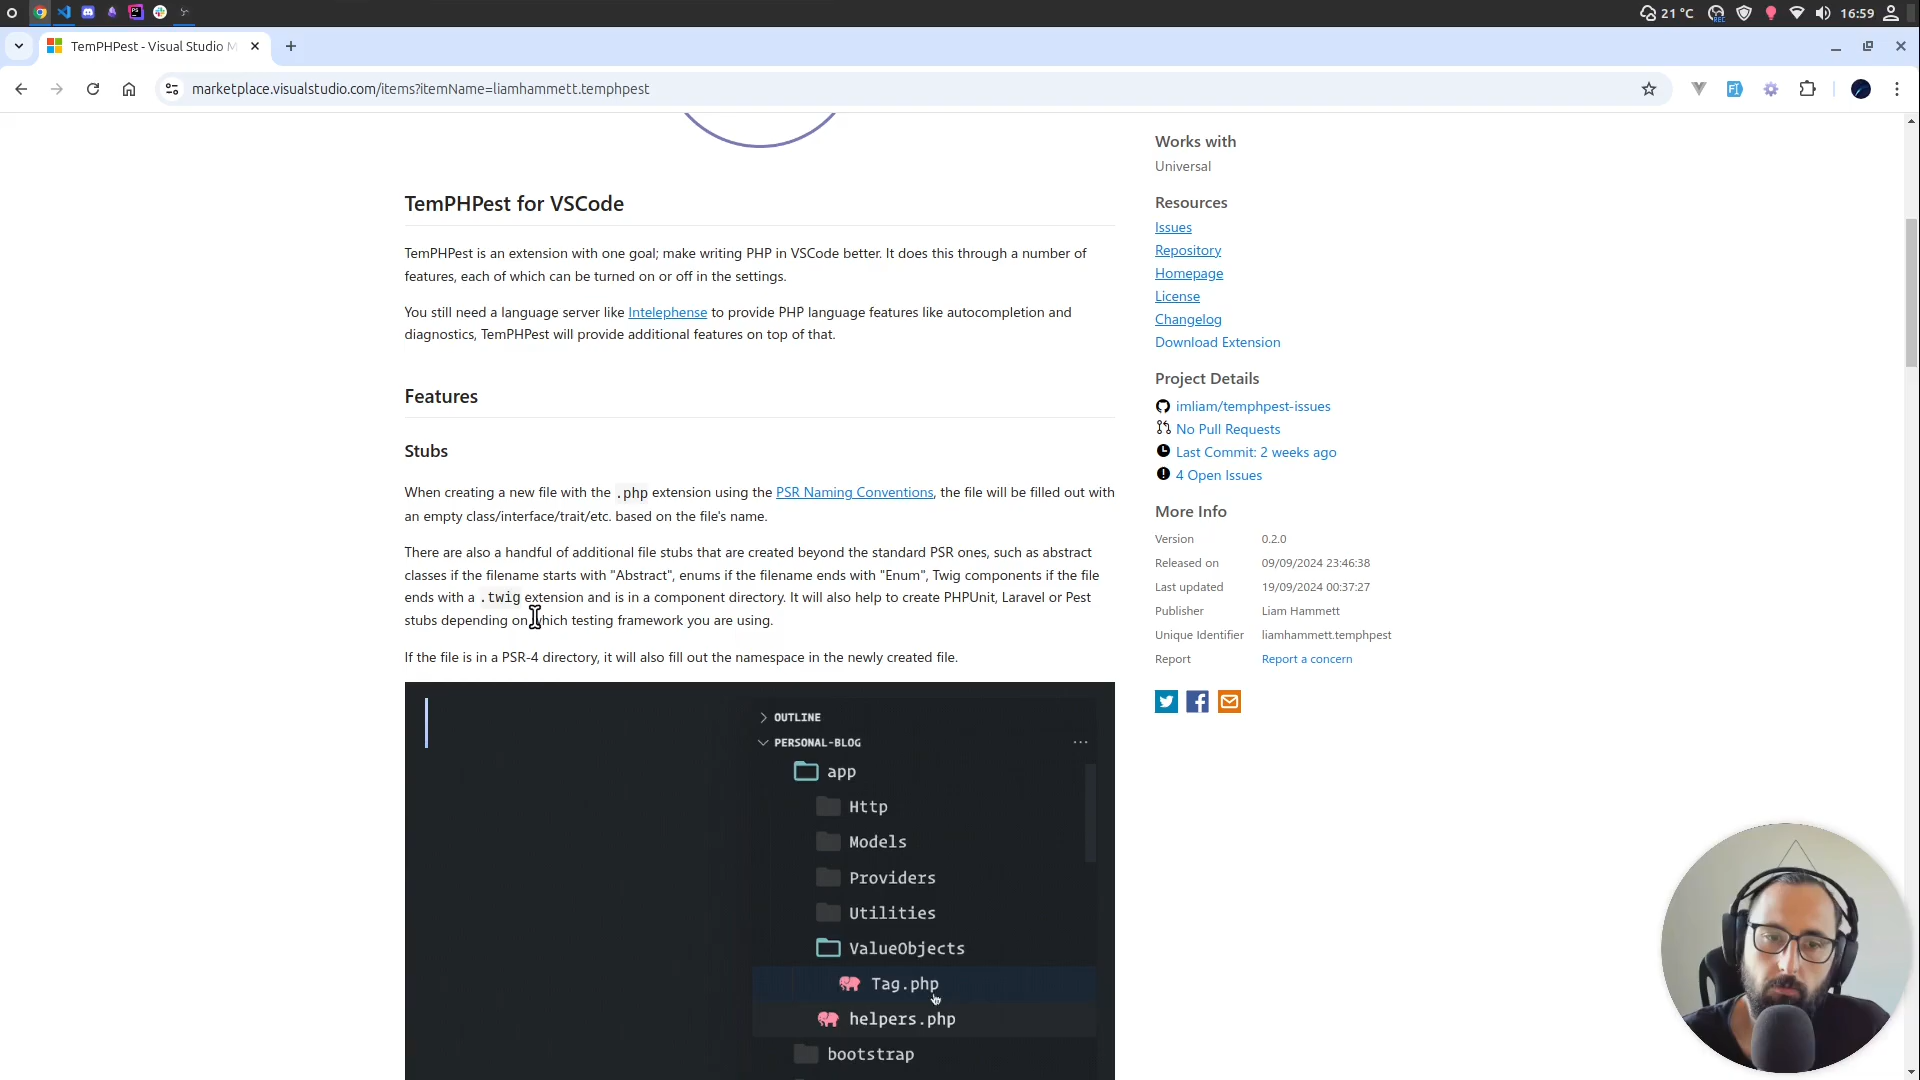 21 °C
REC
16:59
TemPHPest - Visual Studio M
marketplace.visualstudio.com/items?itemName=liamhammett.temphpest
TemPHPest for VSCode
TemPHPest is an extension with one goal; make writing PHP in VSCode better. It does this through a number of
features, each of which can be turned on or off in the settings.
You still need a language server like Intelephense to provide PHP language features like autocompletion and
diagnostics, TemPHPest will provide additional features on top of that.
Features
Stubs
When creating a new file with the .php extension using the PSR Naming Conventions, the file will be filled out with
an empty class/interface/trait/etc. based on the file's name.
There are also a handful of additional file stubs that are created beyond the standard PSR ones, such as abstract
classes if the filename starts with "Abstract", enums if the filename ends with "Enum", Twig components if the file
ends with a .twig extension and is in a component directory. It will also help to create PHPUnit, Laravel or Pest
stubs depending on which testing framework you are using.
If the file is in a PSR-4 directory, it will also fill out the namespace in the newly created file.
OUTLINE
PERSONAL-BLOG
app
Http
Models
Providers
Utilities
ValueObjects
Tag.php
helpers.php
bootstrap
Works with
Universal
Resources
Issues
Repository
Homepage
License
Changelog
Download Extension
Project Details
imliam/temphpest-issues
No Pull Requests
Last Commit: 2 weeks ago
4 Open Issues
More Info
Version 0.2.0
Released on 09/09/2024 23:46:38
Last updated 19/09/2024 00:37:27
Publisher Liam Hammett
Unique Identifier liamhammett.temphpest
Report Report a concern